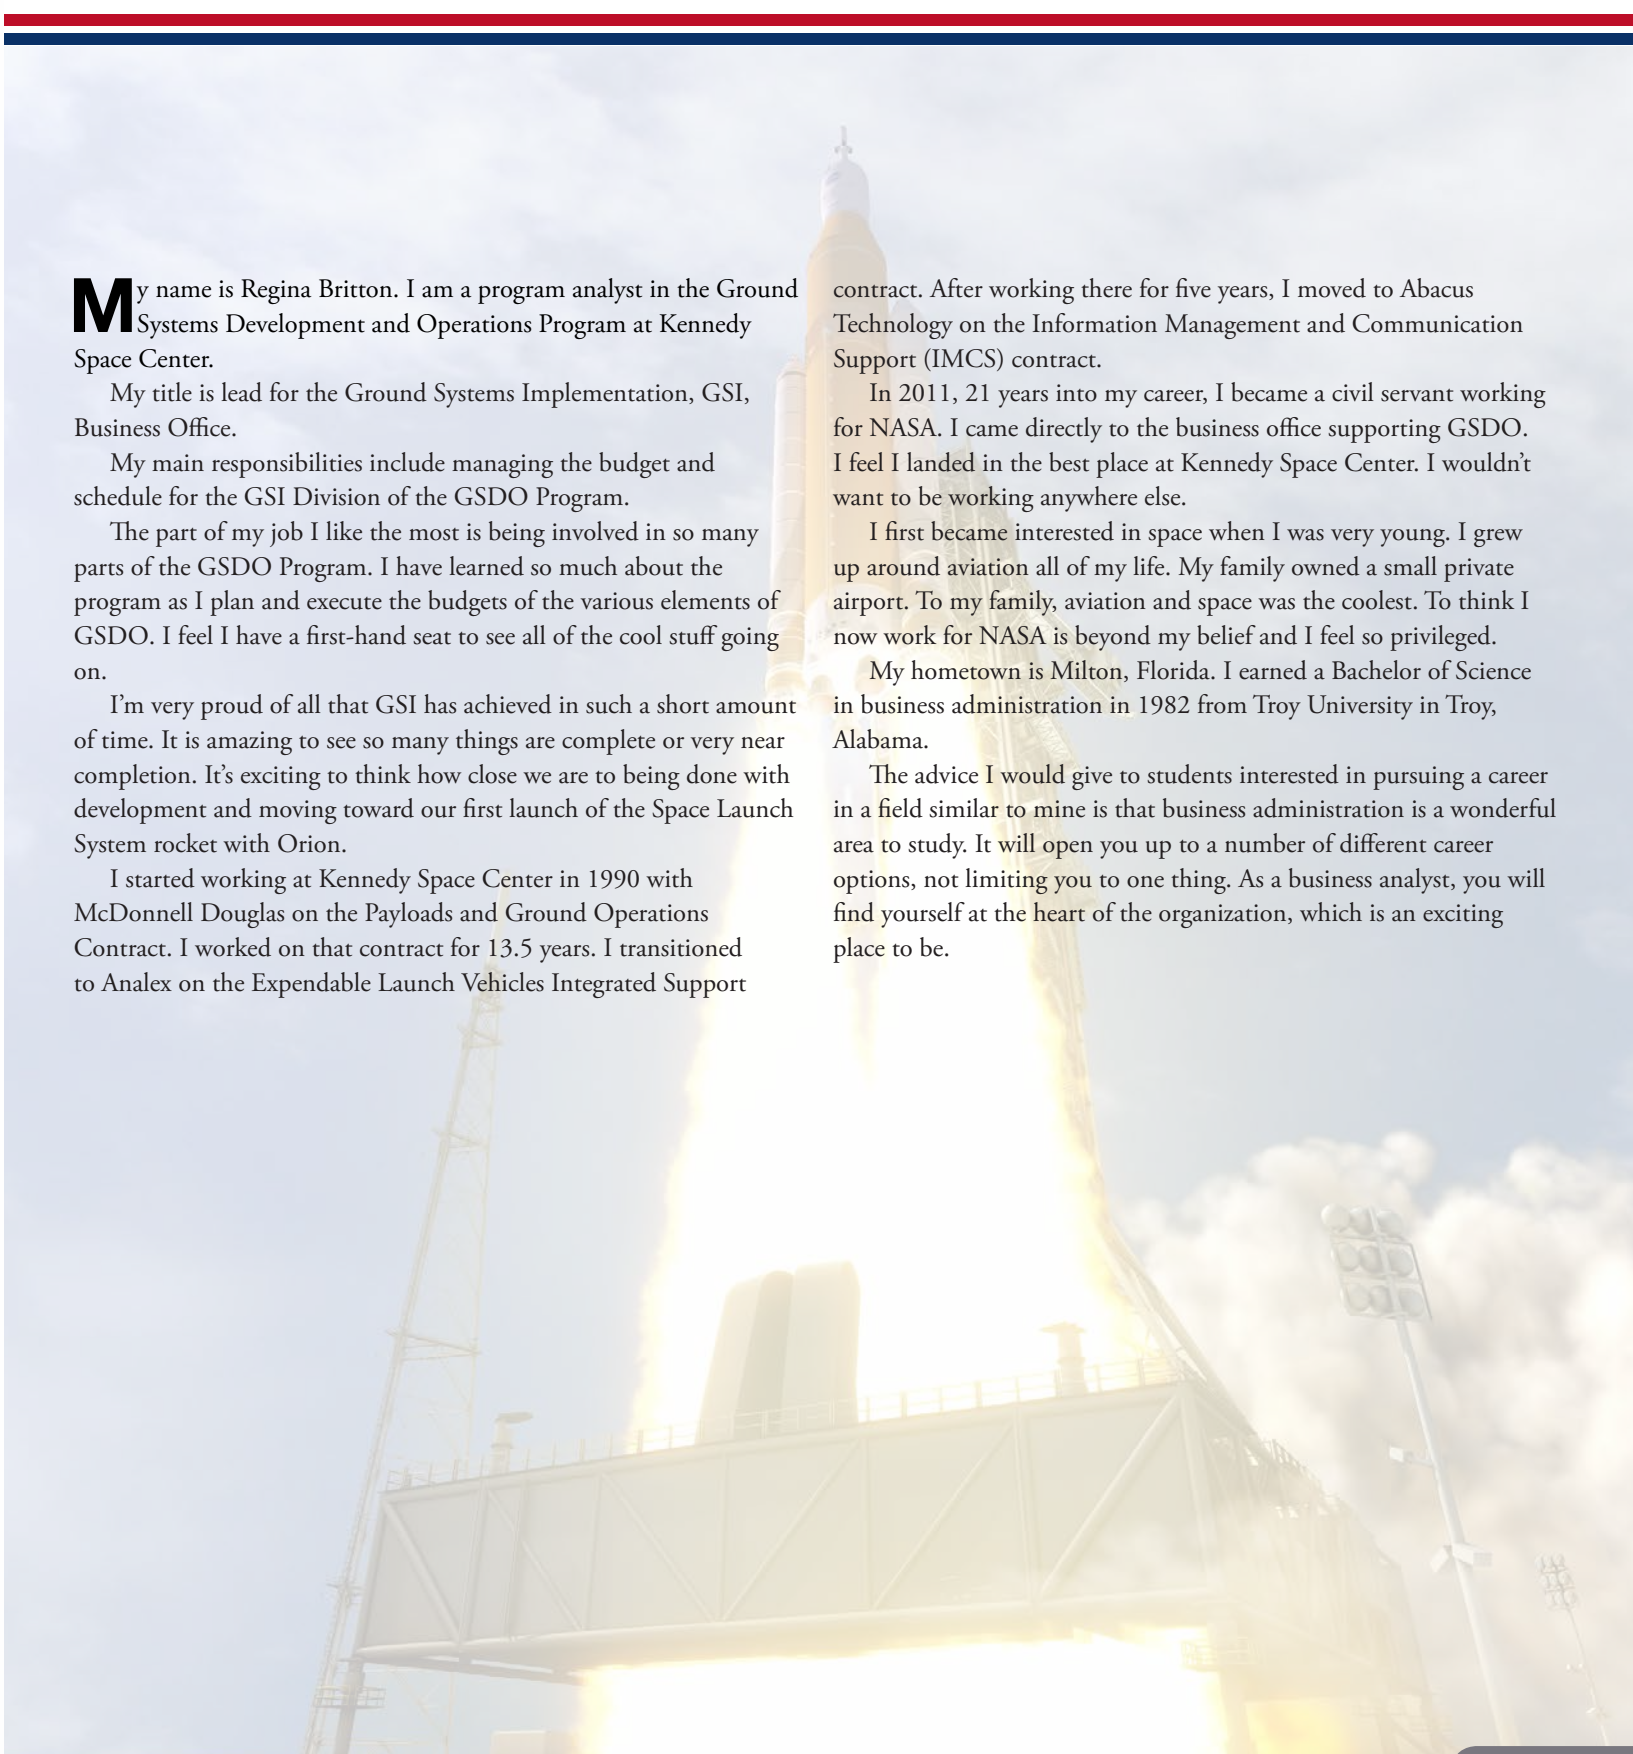 My name is Regina Britton. I am a program analyst in the Ground
Systems Development and Operations Program at Kennedy
Space Center.
My title is lead for the Ground Systems Implementation, GSI,
Business Office.
My main responsibilities include managing the budget and
schedule for the GSI Division of the GSDO Program.
The part of my job I like the most is being involved in so many
parts of the GSDO Program. I have learned so much about the
program as I plan and execute the budgets of the various elements of
GSDO. I feel I have a first-hand seat to see all of the cool stuff going
on.
I’m very proud of all that GSI has achieved in such a short amount
of time. It is amazing to see so many things are complete or very near
completion. It’s exciting to think how close we are to being done with
development and moving toward our first launch of the Space Launch
System rocket with Orion.
I started working at Kennedy Space Center in 1990 with
McDonnell Douglas on the Payloads and Ground Operations
Contract. I worked on that contract for 13.5 years. I transitioned
to Analex on the Expendable Launch Vehicles Integrated Support
contract. After working there for five years, I moved to Abacus
Technology on the Information Management and Communication
Support (IMCS) contract.
In 2011, 21 years into my career, I became a civil servant working
for NASA. I came directly to the business office supporting GSDO.
I feel I landed in the best place at Kennedy Space Center. I wouldn’t
want to be working anywhere else.
I first became interested in space when I was very young. I grew
up around aviation all of my life. My family owned a small private
airport. To my family, aviation and space was the coolest. To think I
now work for NASA is beyond my belief and I feel so privileged.
My hometown is Milton, Florida. I earned a Bachelor of Science
in business administration in 1982 from Troy University in Troy,
Alabama.
The advice I would give to students interested in pursuing a career
in a field similar to mine is that business administration is a wonderful
area to study. It will open you up to a number of different career
options, not limiting you to one thing. As a business analyst, you will
find yourself at the heart of the organization, which is an exciting
place to be.